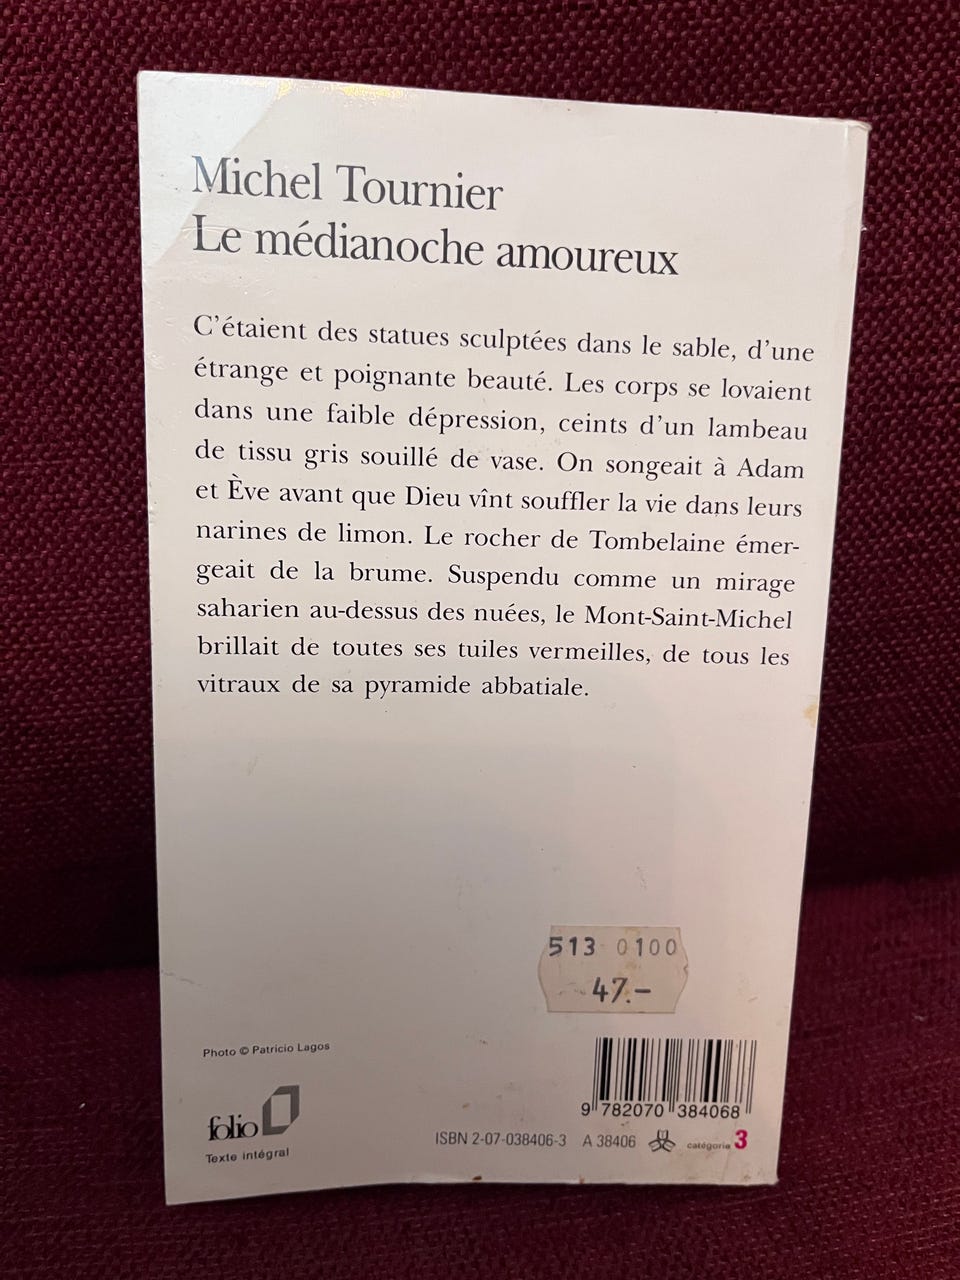 Michel Tournier
Le médianoche amoureux
C'étaient des statues sculptées dans le sable, d'une
étrange et poignante beauté. Les corps se lovaient
dans une faible dépression, ceints d'un lambeau
de tissu gris souillé de vase. On songeait à Adam
et Ève avant que Dieu vînt souffler la vie dans leurs
narines de limon. Le rocher de Tombelaine émer-
geait de la brume. Suspendu comme un mirage
saharien au-dessus des nuées, le Mont-Saint-Michel
brillait de toutes ses tuiles vermeilles, de tous les
vitraux de sa pyramide abbatiale.
513 0100
47.-
Photo © Patricio Lagos
folio
Texte intégral
9 782070 384068
ISBN 2-07-038406-3 A 38406 catégorie 3